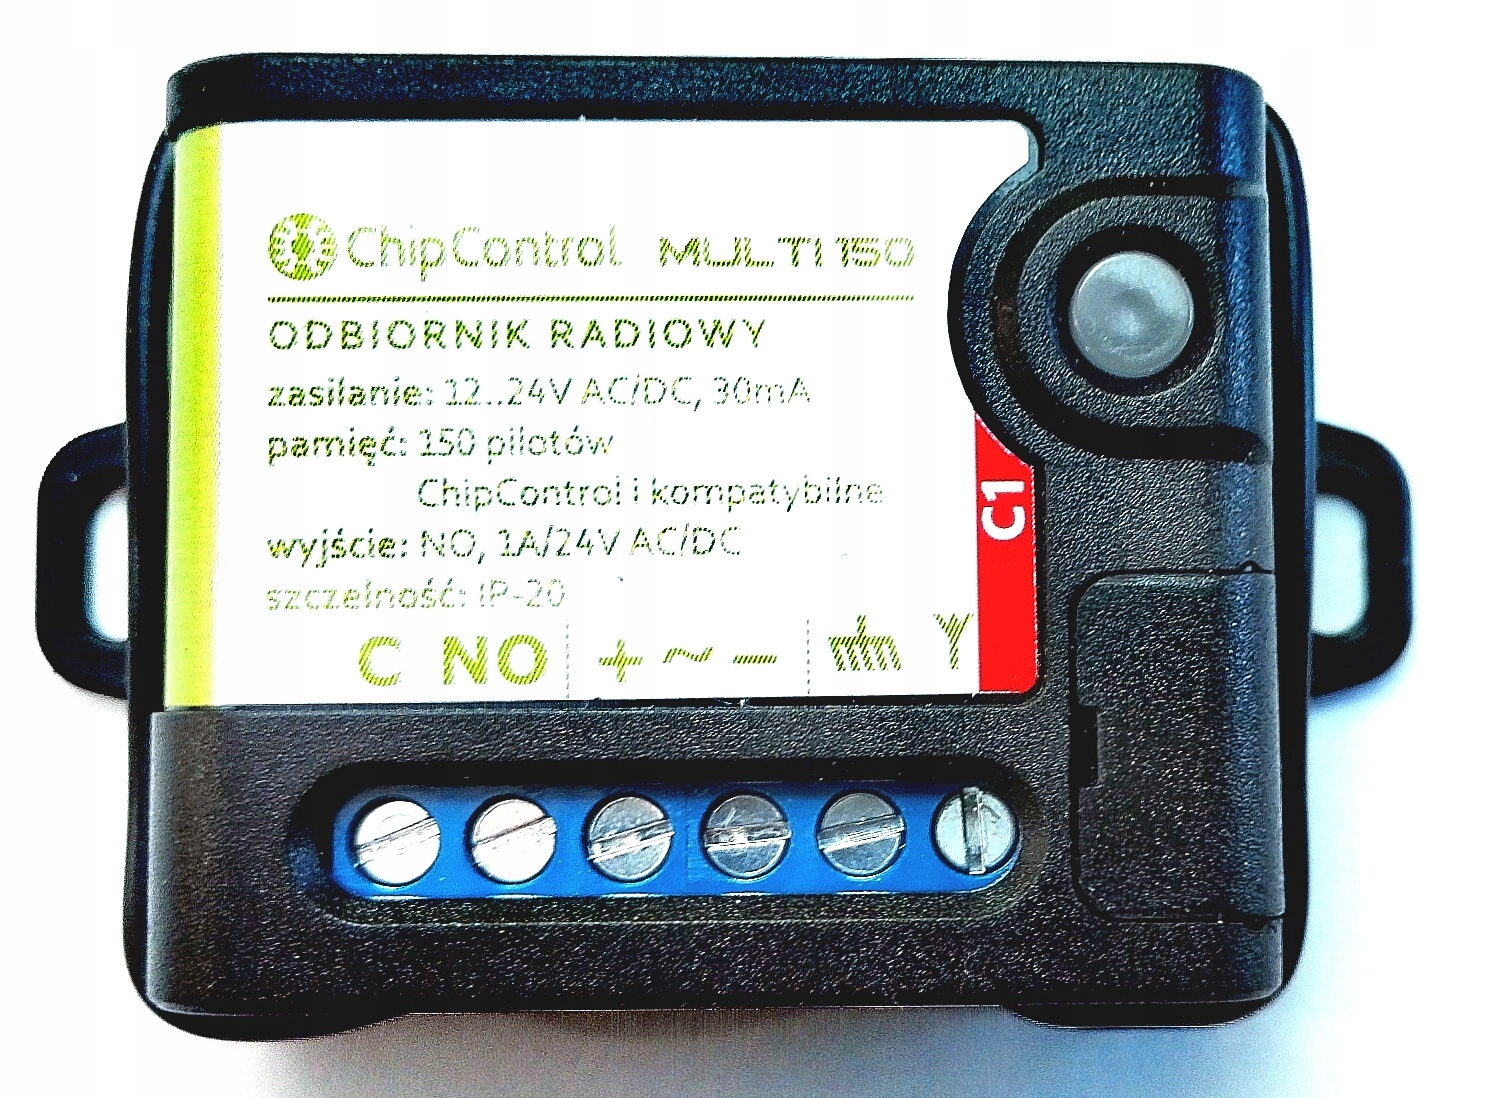 ChipControl MULTI 150
ODBIORNIK RADIOWY
zasilanie: 12..24V AC/DC, 30mA
pamięć: 150 pilotów
ChipControl i kompatybilne
wyjście: NO, 1A/24V AC/DC
szczelność: IP-20
C NO + ~ −
C1